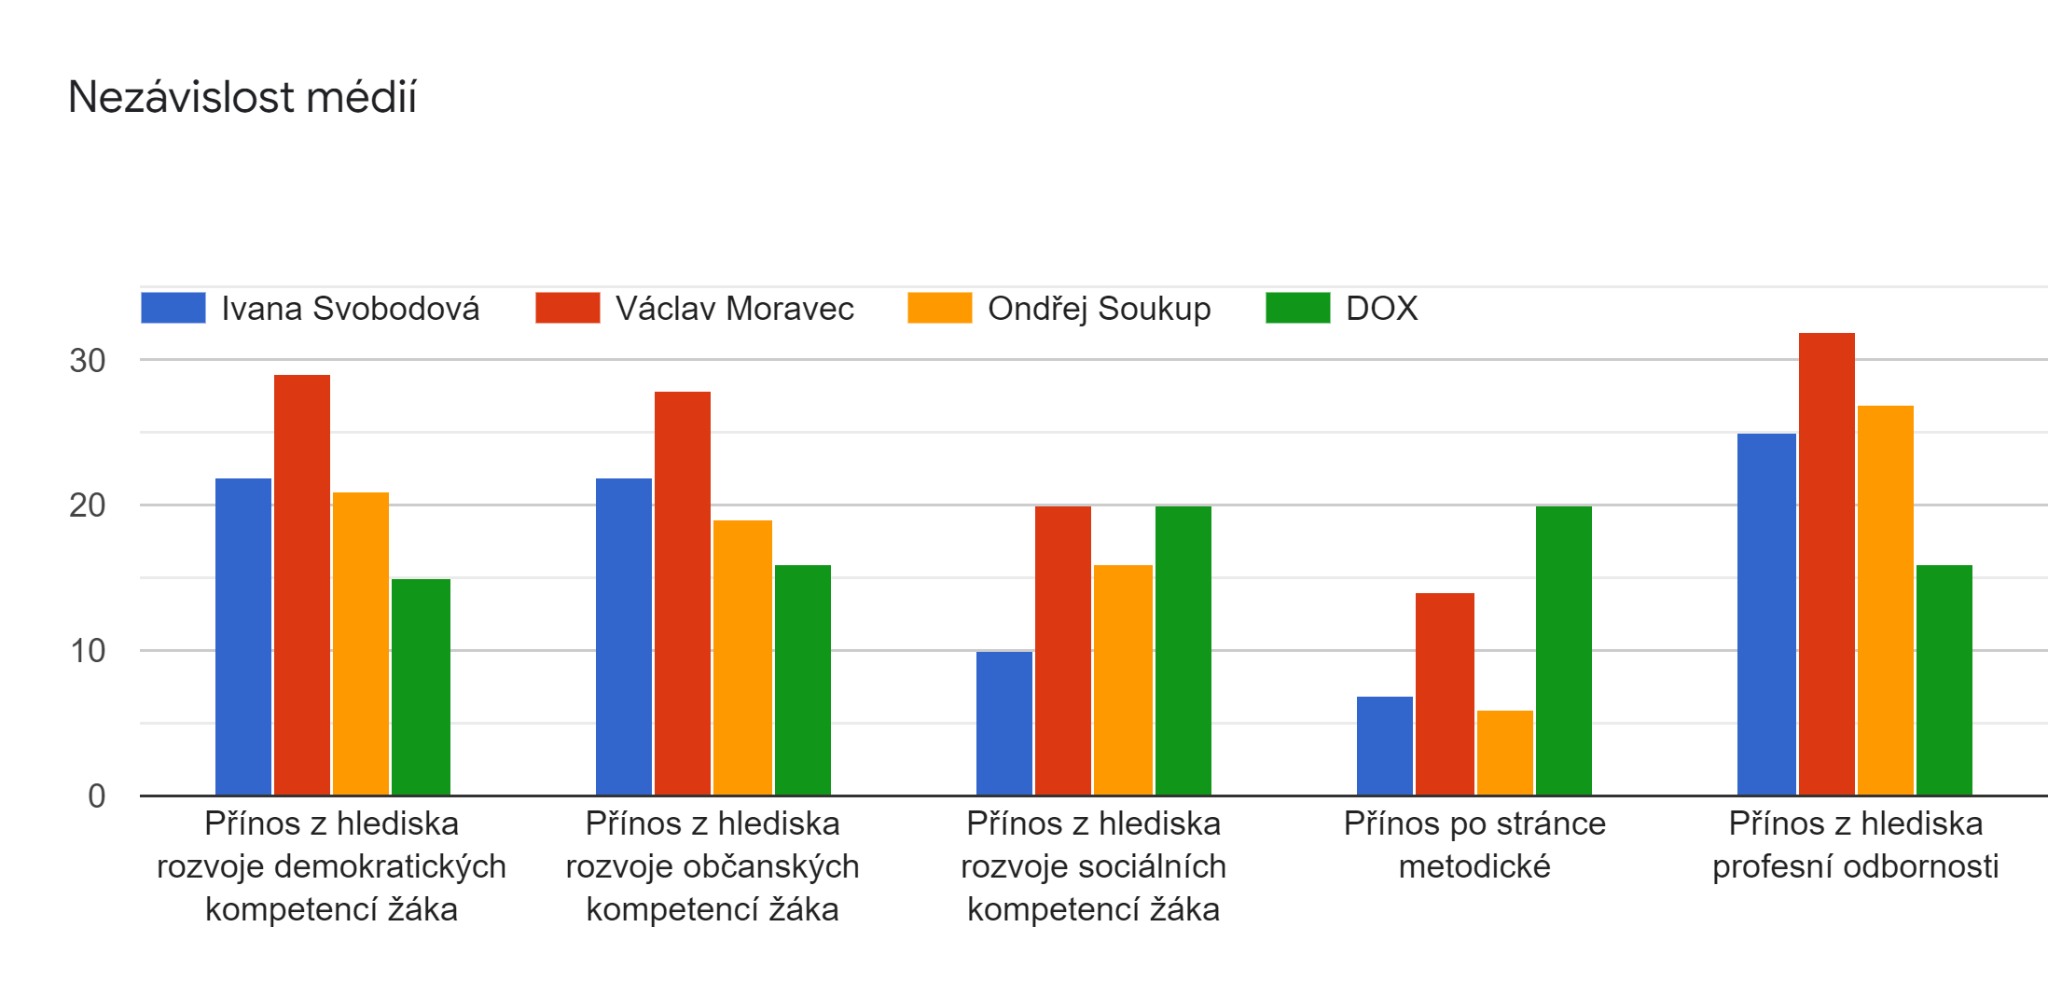 Nezávislost médií
Ivana Svobodová
Václav Moravec
Ondřej Soukup
DOX
30
20
10
0
Přínos z hlediska
rozvoje demokratických
kompetencí žáka
Přínos z hlediska
rozvoje občanských
kompetencí žáka
Přínos z hlediska
rozvoje sociálních
kompetencí žáka
Přínos po stránce
metodické
Přínos z hlediska
profesní odbornosti